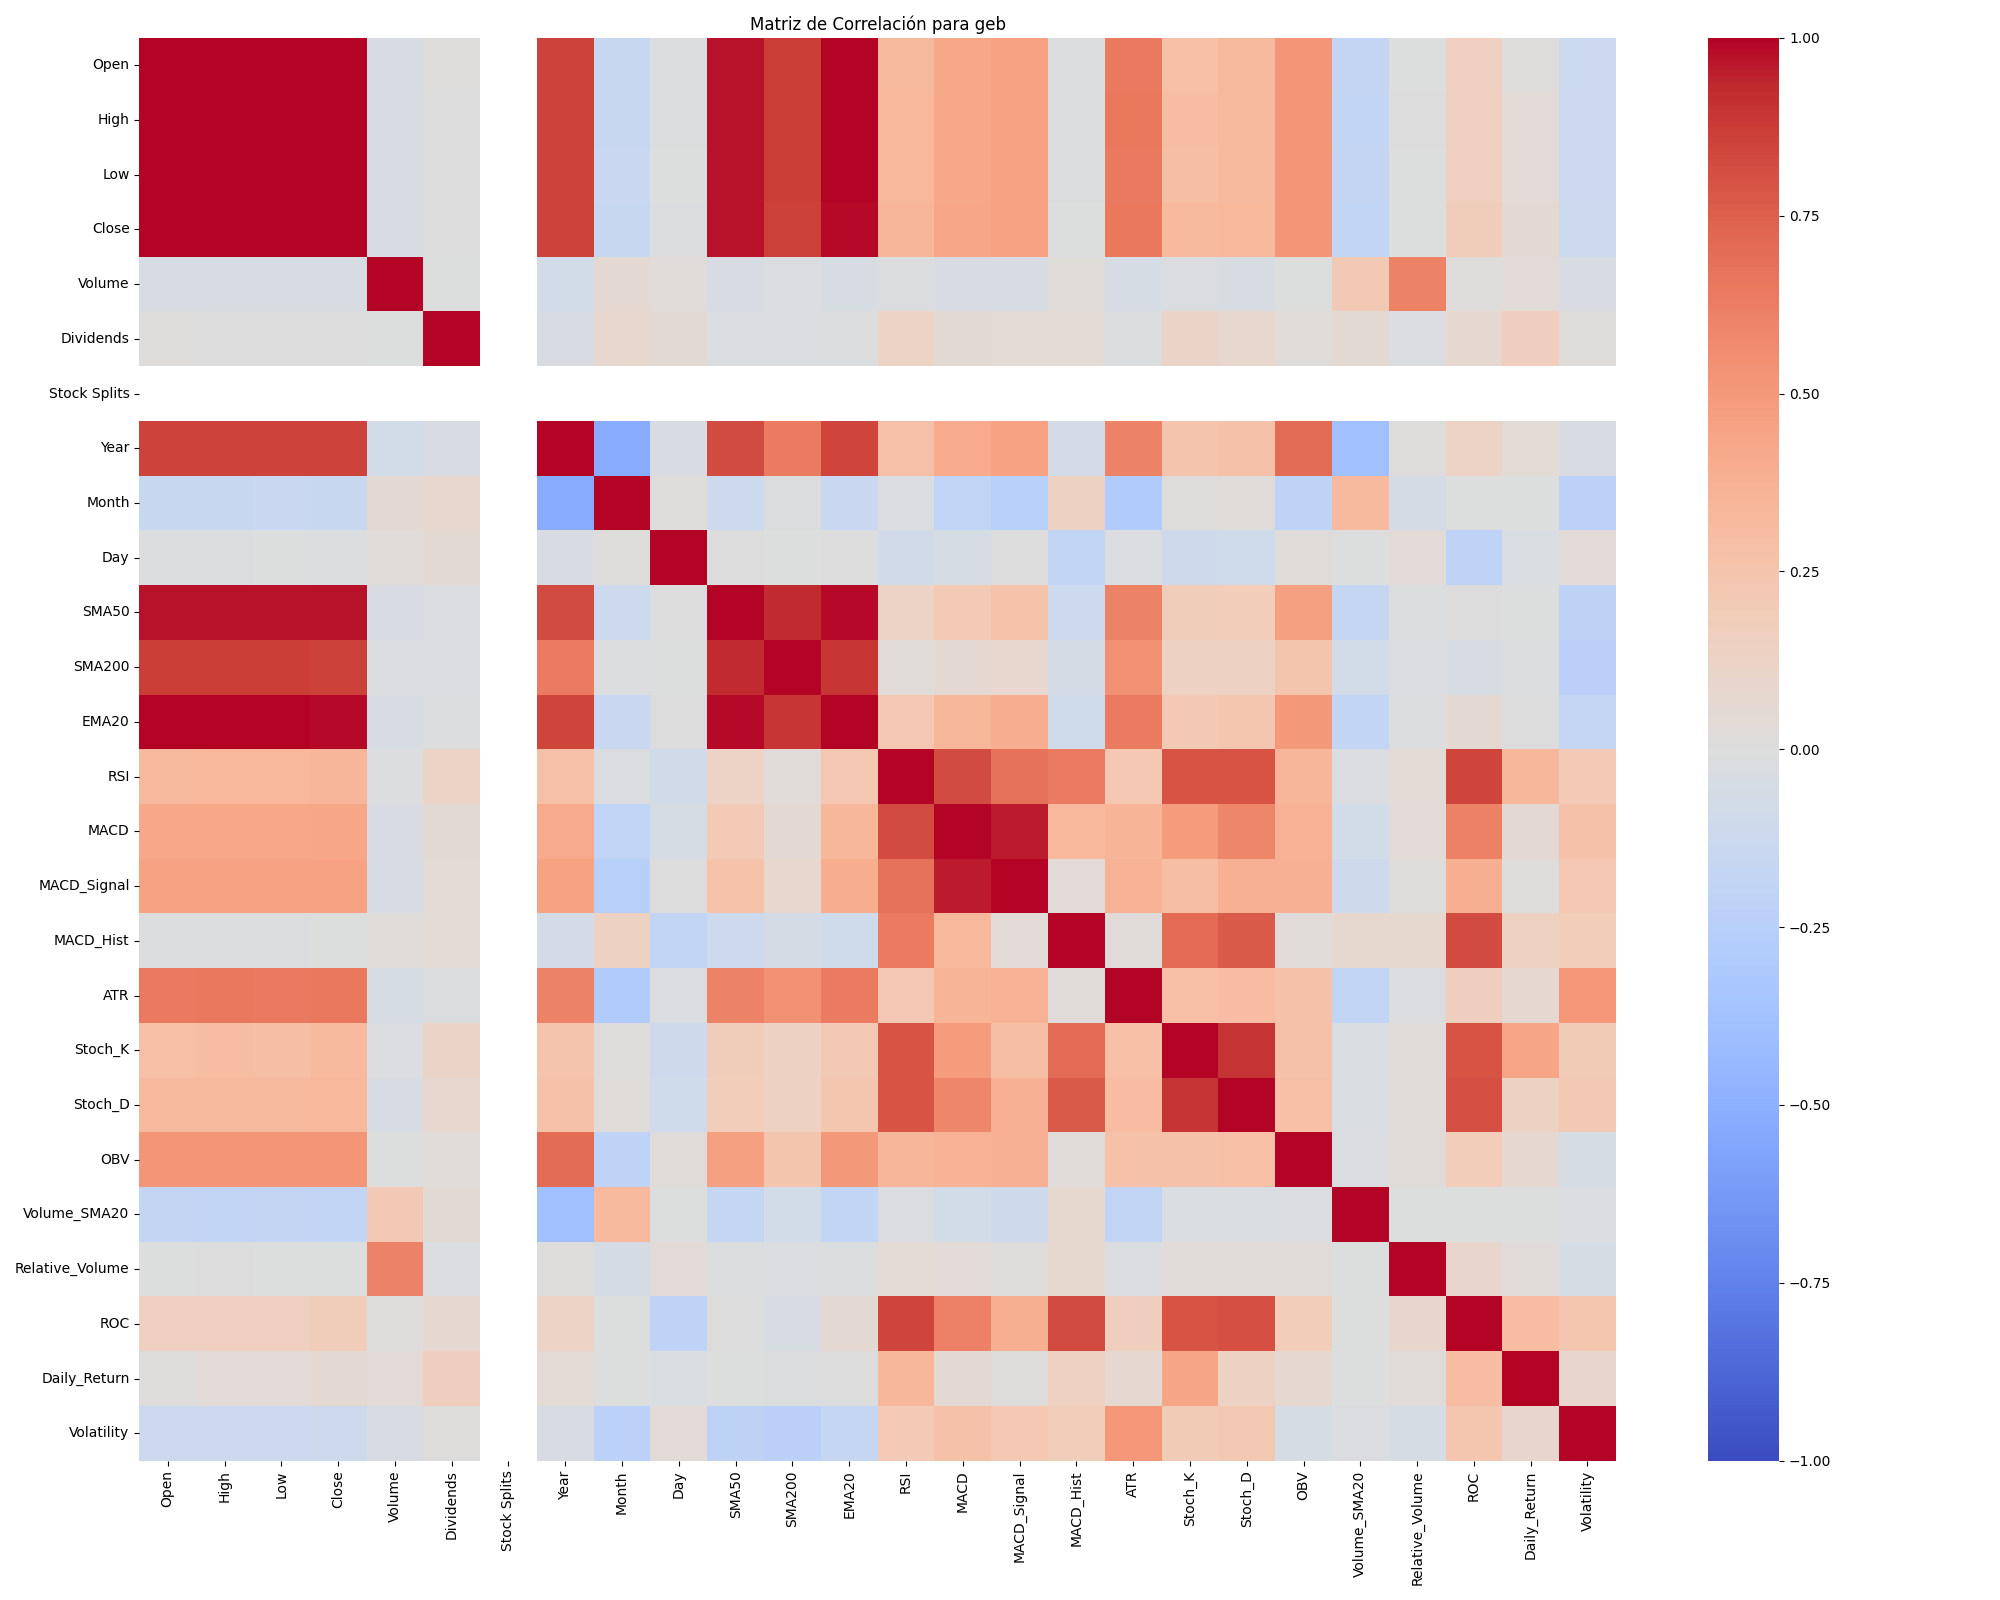 Matriz de Correlación para geb
Open
High
Low
Close
Volume
Dividends
Stock Splits
Year
Month
Day
SMA50
SMA200
EMA20
RSI
MACD
MACD_Signal
MACD_Hist
ATR
Stoch_K
Stoch_D
OBV
Volume_SMA20
Relative_Volume
ROC
Daily_Return
Volatility
Open
High
Low
Close
Volume
Dividends
Stock Splits
Year
Month
Day
SMA50
SMA200
EMA20
RSI
MACD
MACD_Signal
MACD_Hist
ATR
Stoch_K
Stoch_D
OBV
Volume_SMA20
Relative_Volume
ROC
Daily_Return
Volatility
1.00
0.75
0.50
0.25
0.00
−0.25
−0.50
−0.75
−1.00